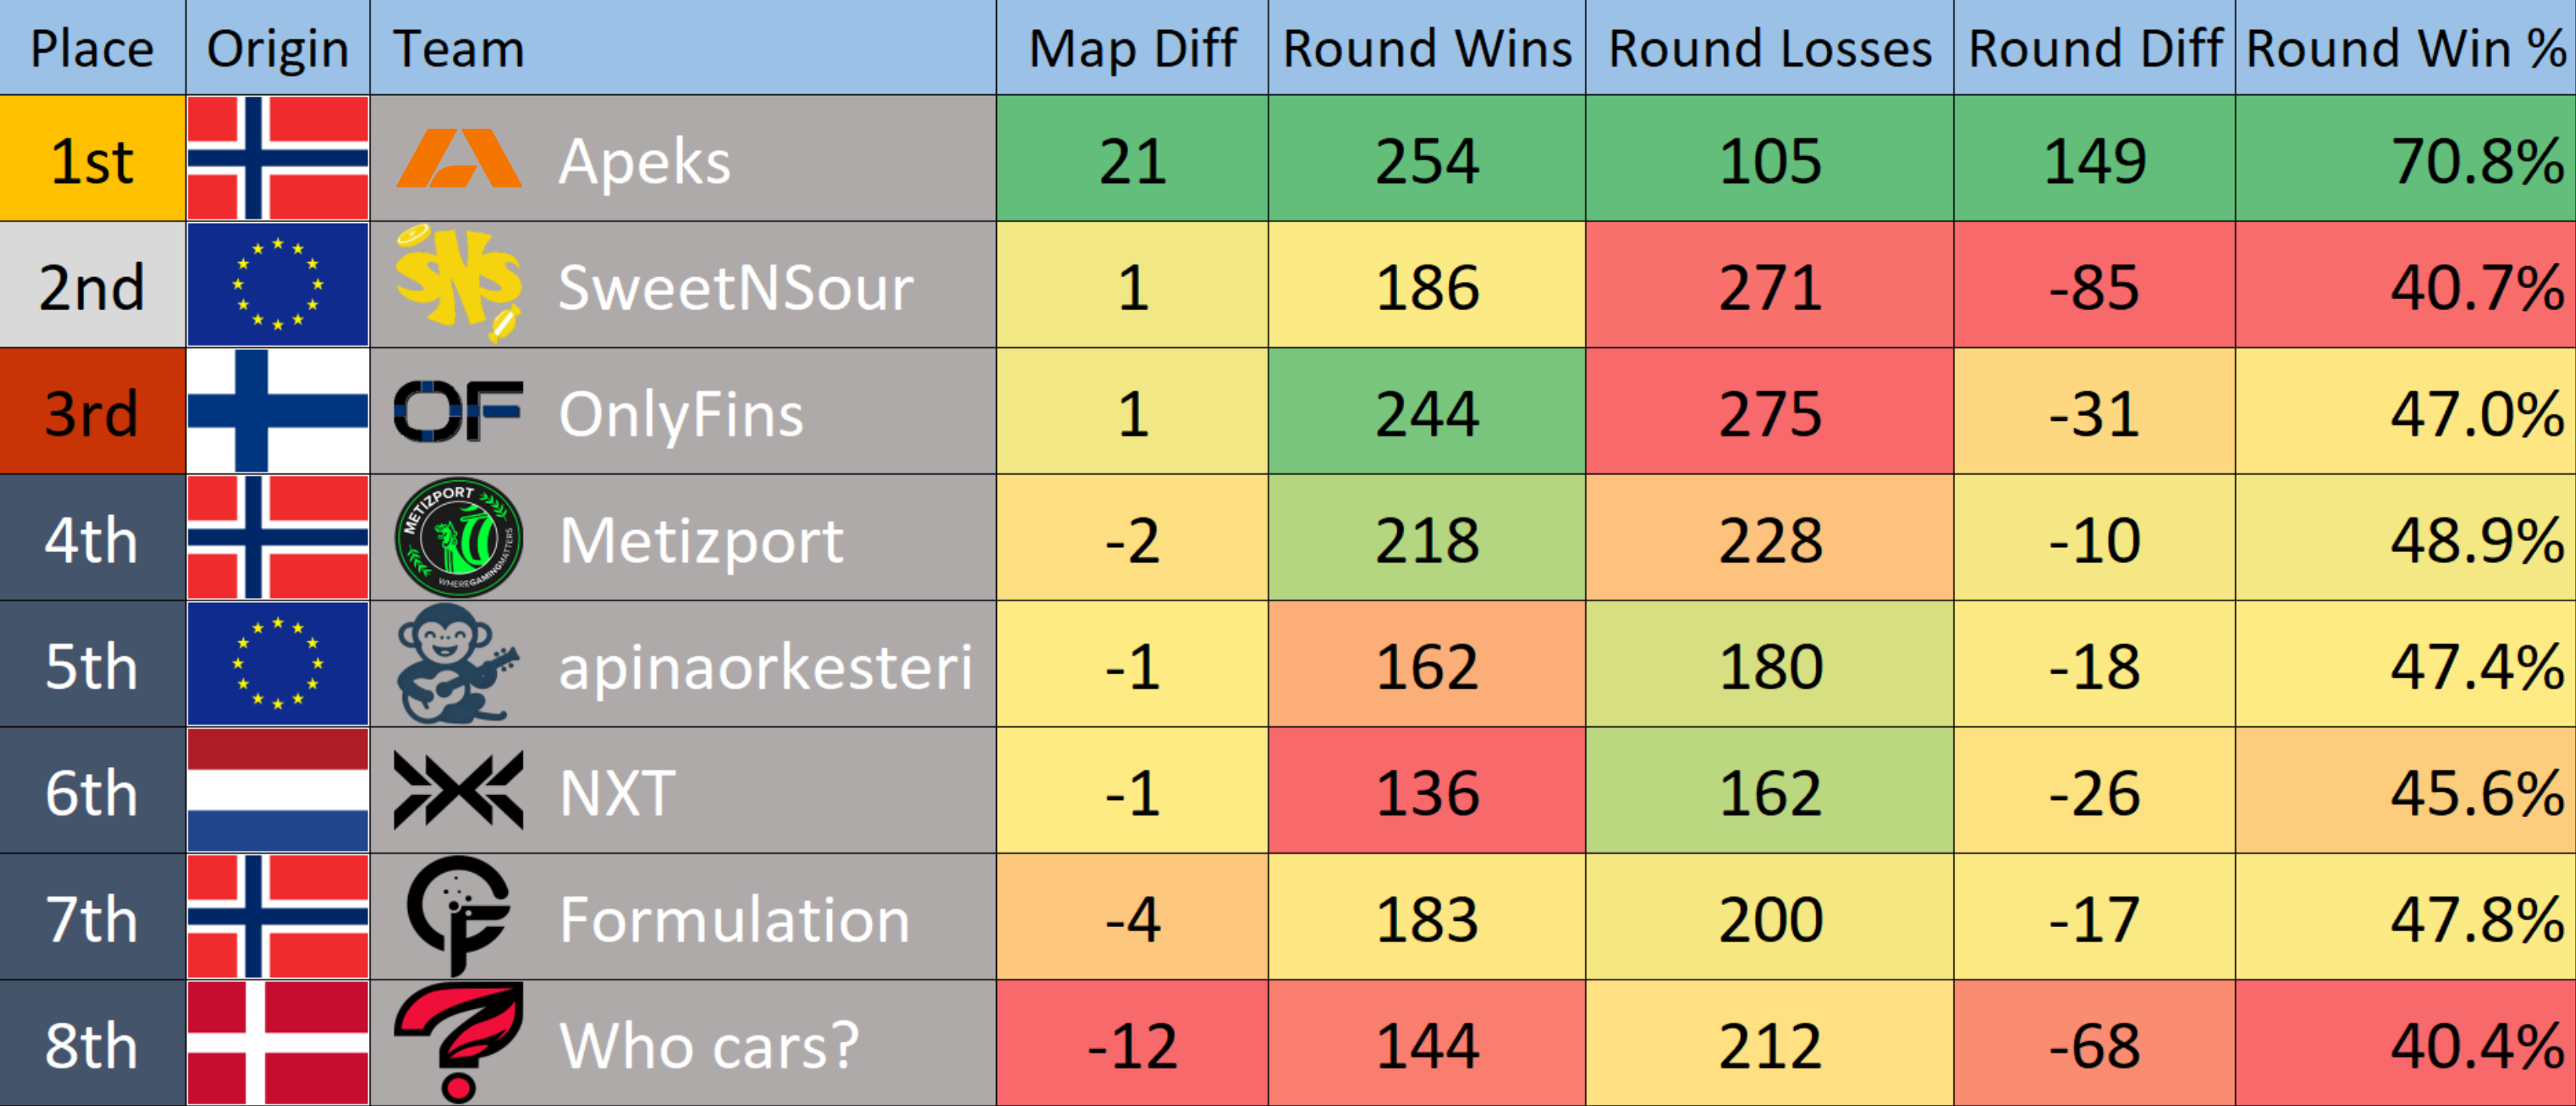 Place Origin Team Map Diff Round Wins Round Losses Round Diff Round Win %
1st Apeks 21 254 105 149 70.8%
2nd SNS SweetNSour 1 186 271 -85 40.7%
3rd OF OnlyFins 1 244 275 -31 47.0%
4th METIZPORT WHEREGAMINGMATTERS Metizport -2 218 228 -10 48.9%
5th apinaorkesteri -1 162 180 -18 47.4%
6th NXT -1 136 162 -26 45.6%
7th Formulation -4 183 200 -17 47.8%
8th Who cars? -12 144 212 -68 40.4%